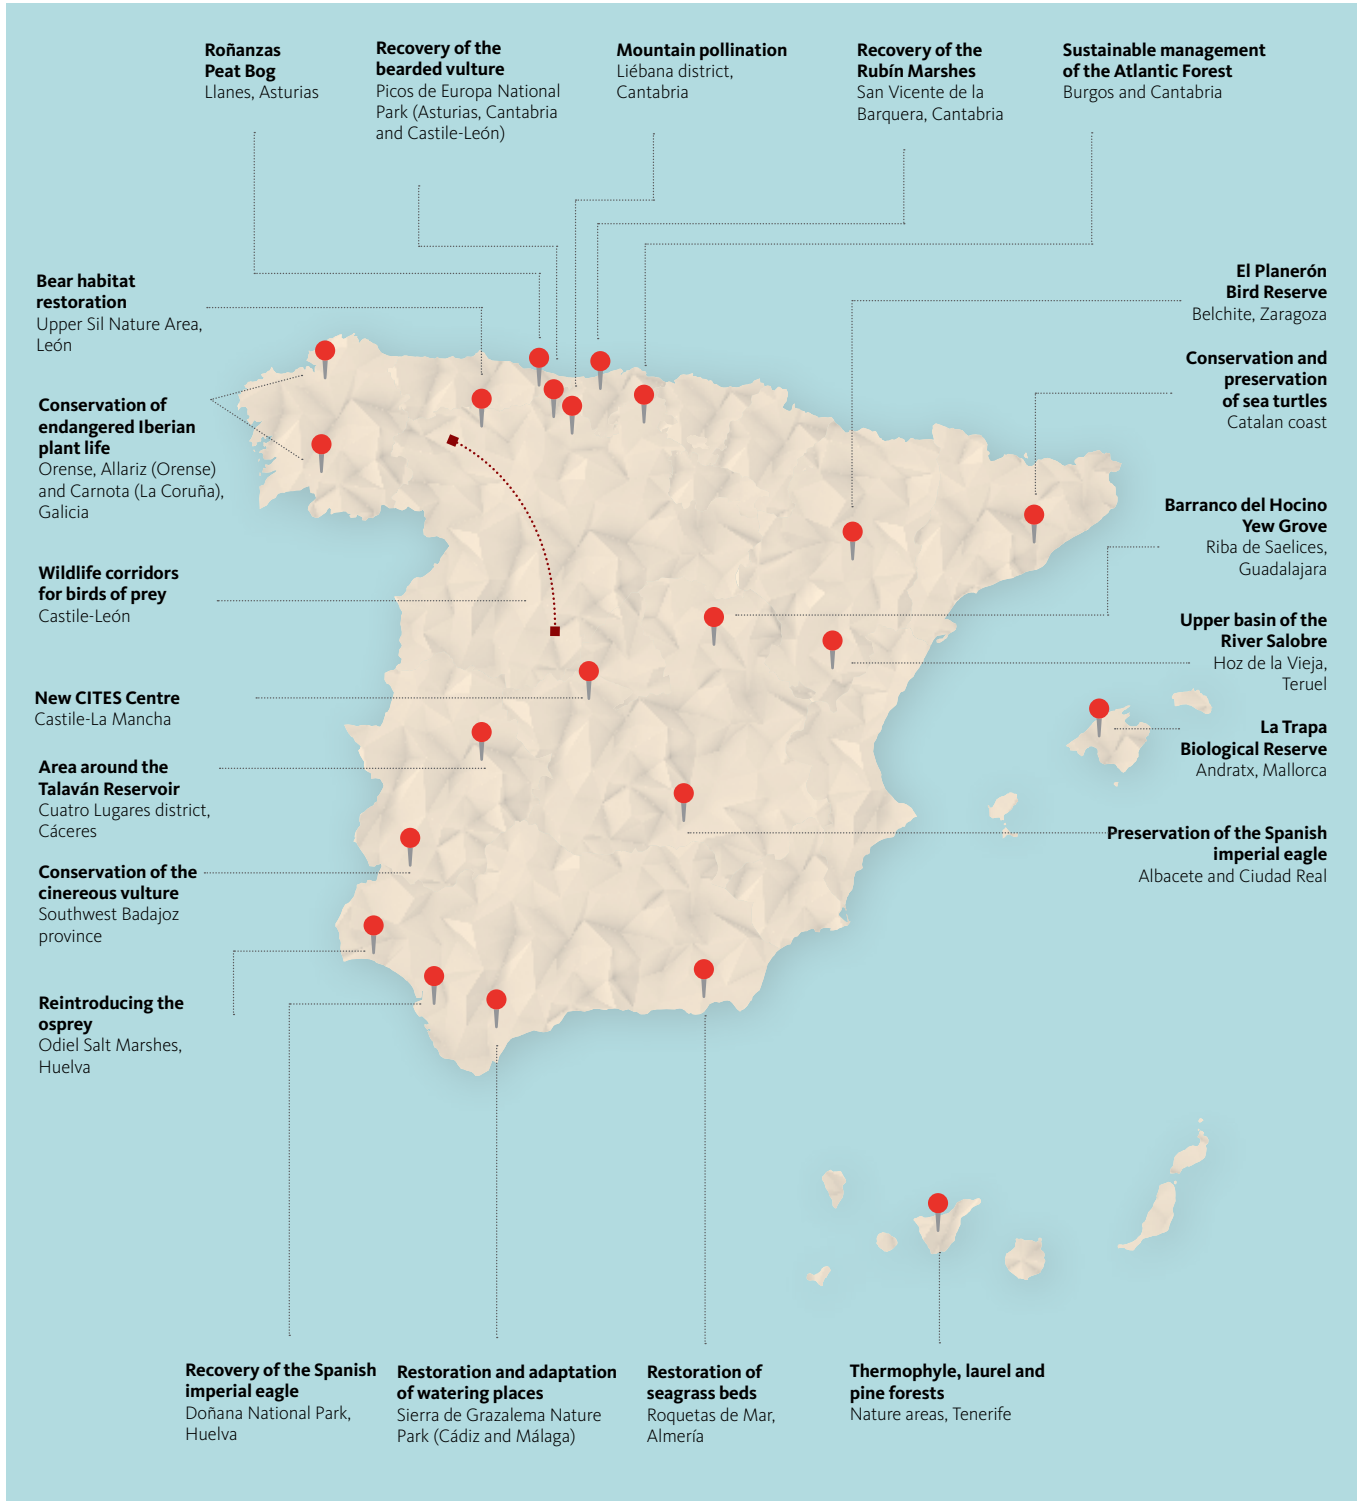 Roñanzas
Peat Bog
Llanes, Asturias
Recovery of the
bearded vulture
Picos de Europa National
Park (Asturias, Cantabria
and Castile-León)
Mountain pollination
Liébana district,
Cantabria
Recovery of the
Rubín Marshes
San Vicente de la
Barquera, Cantabria
Sustainable management
of the Atlantic Forest
Burgos and Cantabria
Bear habitat
restoration
Upper Sil Nature Area,
León
Conservation of
endangered Iberian
plant life
Orense, Allariz (Orense)
and Carnota (La Coruña),
Galicia
Wildlife corridors
for birds of prey
Castile-León
New CITES Centre
Castile-La Mancha
Area around the
Talaván Reservoir
Cuatro Lugares district,
Cáceres
Conservation of the
cinereous vulture
Southwest Badajoz
province
Reintroducing the
osprey
Odiel Salt Marshes,
Huelva
El Planerón
Bird Reserve
Belchite, Zaragoza
Conservation and
preservation
of sea turtles
Catalan coast
Barranco del Hocino
Yew Grove
Riba de Saelices,
Guadalajara
Upper basin of the
River Salobre
Hoz de la Vieja,
Teruel
La Trapa
Biological Reserve
Andratx, Mallorca
Preservation of the Spanish
imperial eagle
Albacete and Ciudad Real
Recovery of the Spanish
imperial eagle
Doñana National Park,
Huelva
Restoration and adaptation
of watering places
Sierra de Grazalema Nature
Park (Cádiz and Málaga)
Restoration of
seagrass beds
Roquetas de Mar,
Almería
Thermophyle, laurel and
pine forests
Nature areas, Tenerife